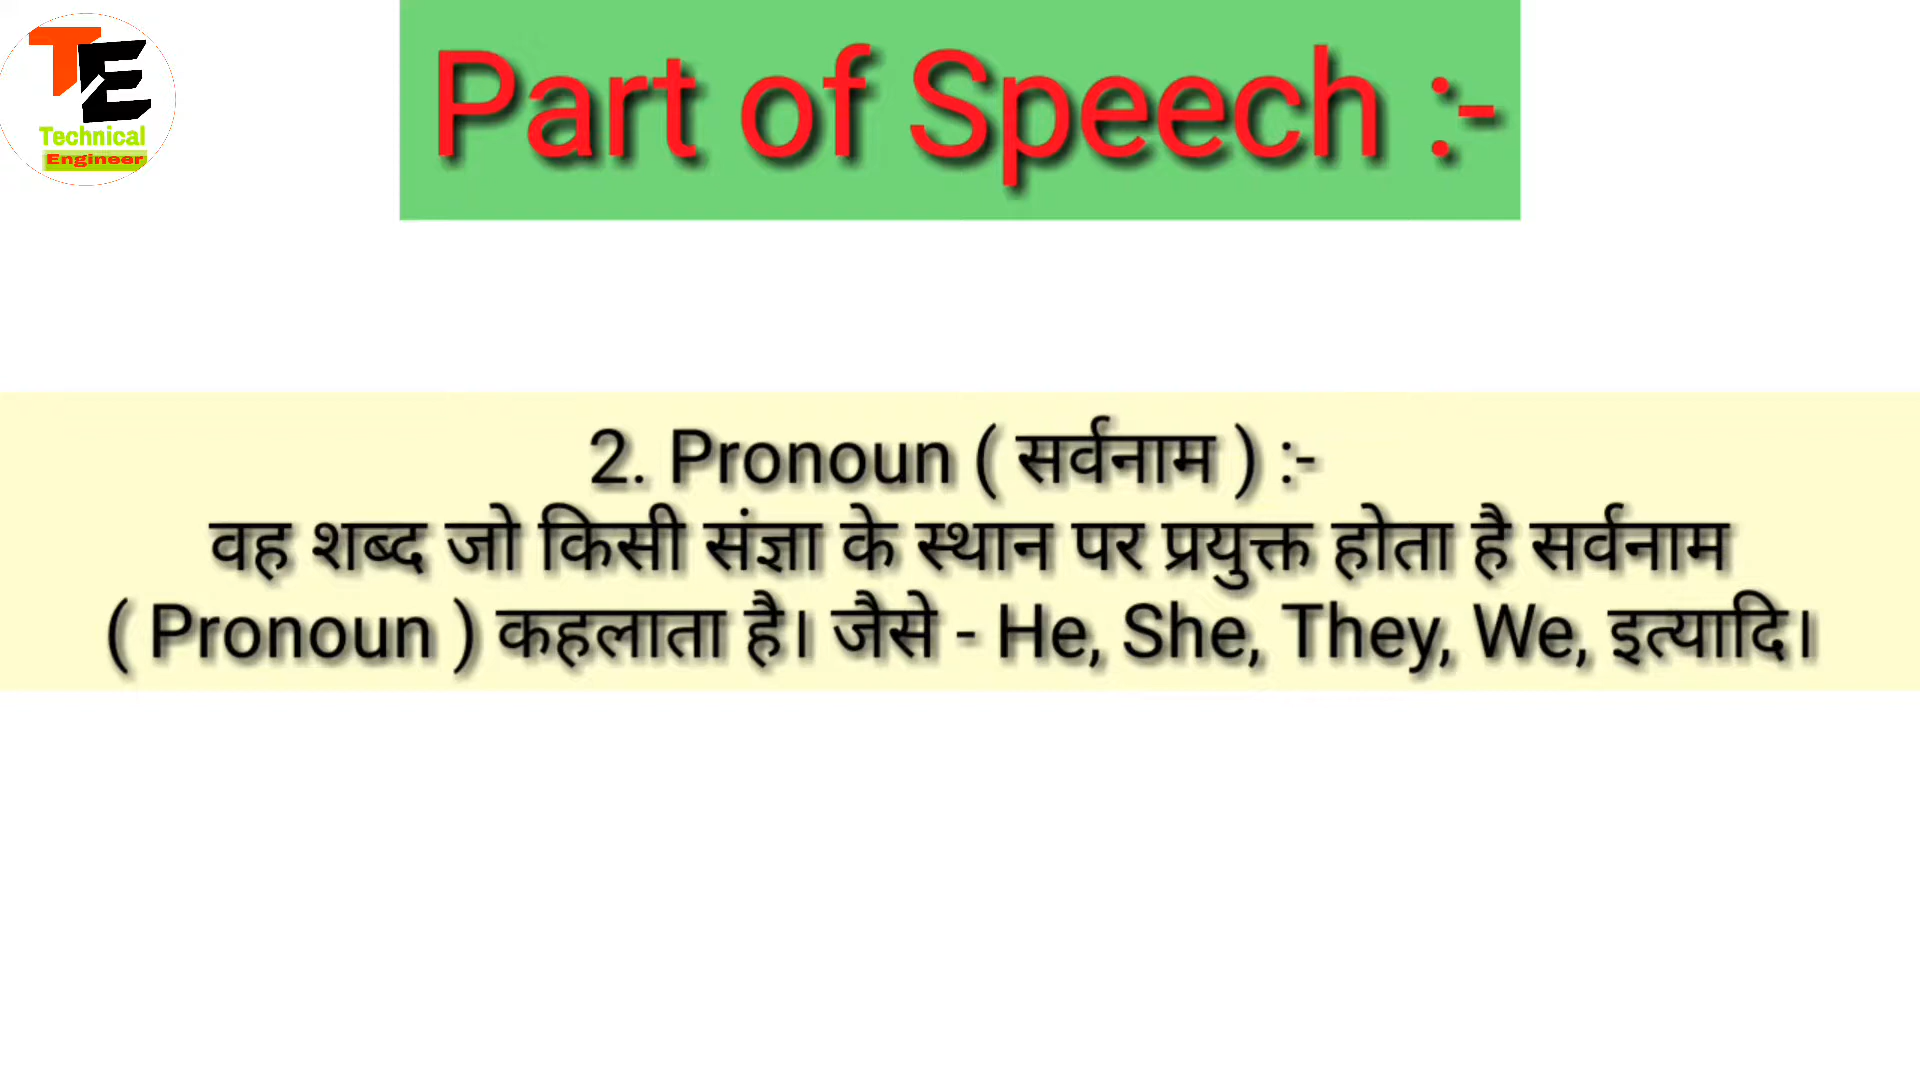 TE
Technical
Engineer
Part of Speech :-
2. Pronoun ( सर्वनाम ) :-
वह शब्द जो किसी संज्ञा के स्थान पर प्रयुक्त होता है सर्वनाम
( Pronoun ) कहलाता है। जैसे - He, She, They, We, इत्यादि।